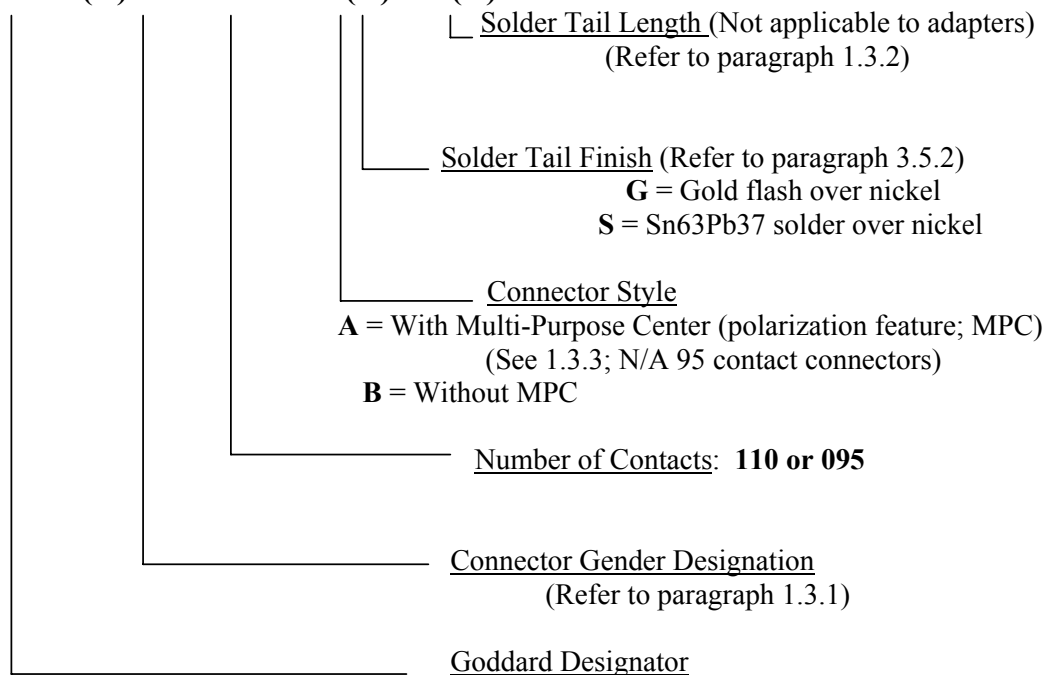 Solder Tail Length (Not applicable to adapters)
(Refer to paragraph 1.3.2)
Solder Tail Finish (Refer to paragraph 3.5.2)
G = Gold flash over nickel
S = Sn63Pb37 solder over nickel
Connector Style
A = With Multi-Purpose Center (polarization feature; MPC)
(See 1.3.3; N/A 95 contact connectors)
B = Without MPC
Number of Contacts: 110 or 095
Connector Gender Designation
(Refer to paragraph 1.3.1)
Goddard Designator